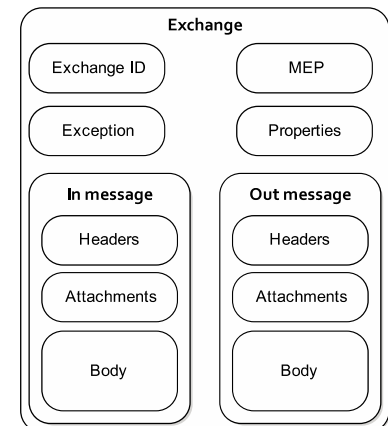 Exchange
Exchange ID
MEP
Exception
Properties
In message
Out message
Headers
Headers
Attachments
Attachments
Body
Body